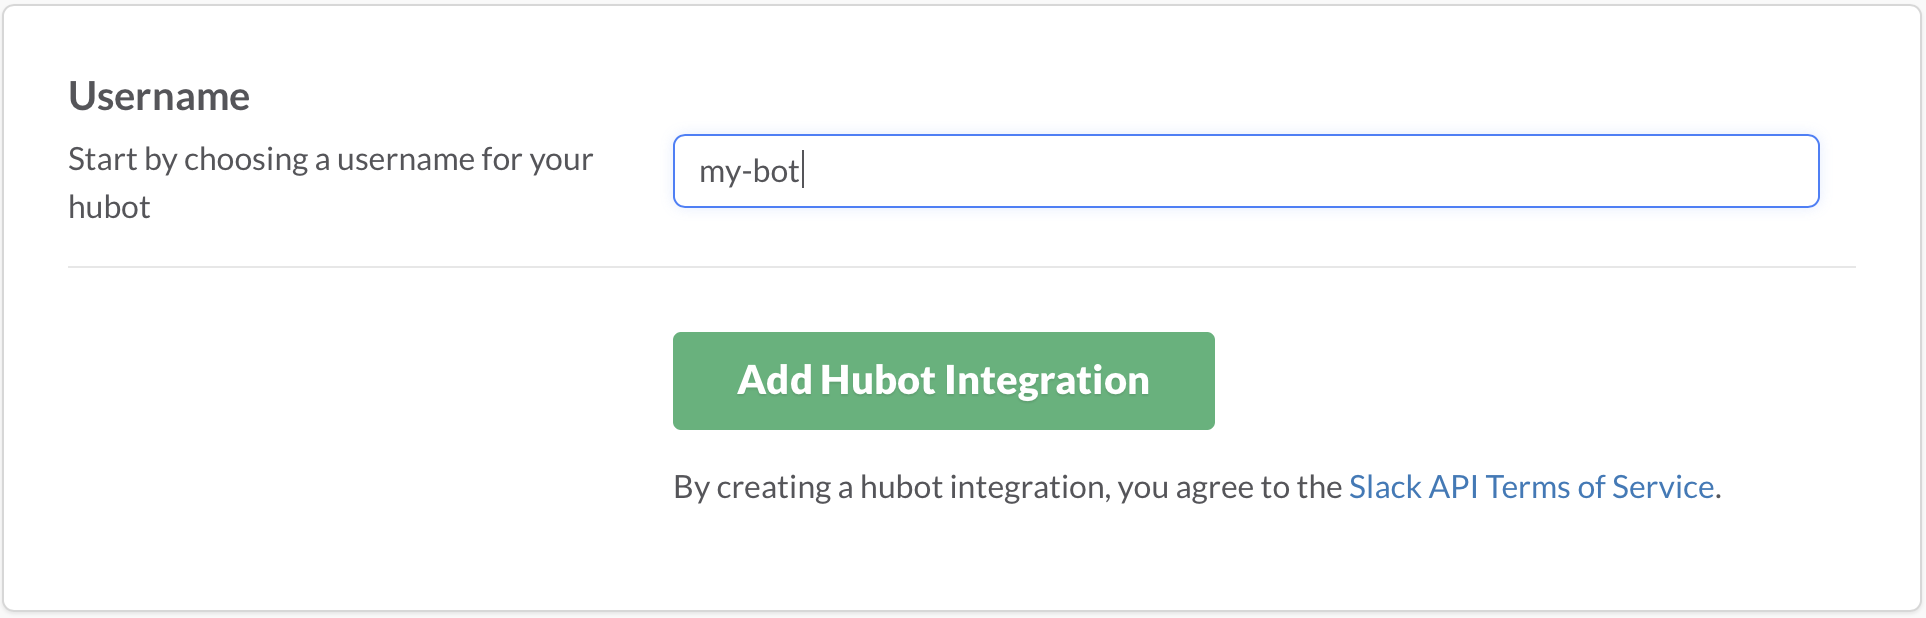 Username
Start by choosing a username for your
hubot
my-bot
Add Hubot Integration
By creating a hubot integration, you agree to the Slack API Terms of Service.